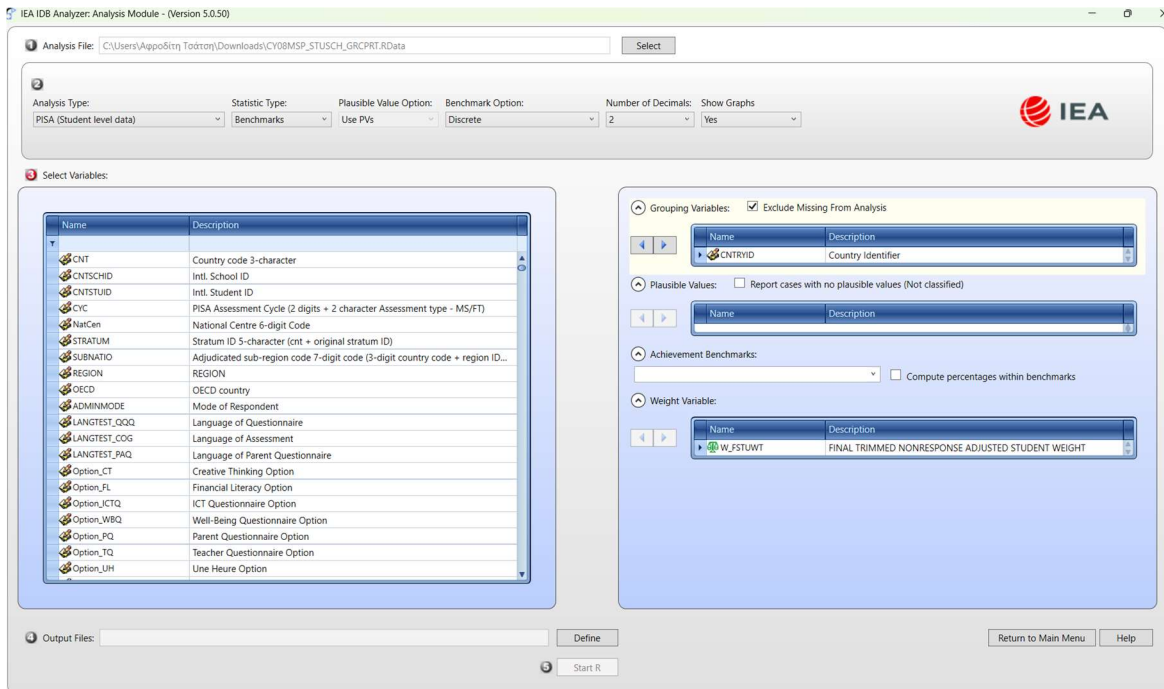 IEA IDB Analyzer: Analysis Module - (Version 5.0.50)
1 Analysis File: C:\Users\Αφροδίτη Τσάτση\Downloads\CY08MSP_STUSCH_GRCPRT.RData Select
2
Analysis Type: Statistic Type: Plausible Value Option: Benchmark Option: Number of Decimals: Show Graphs
PISA (Student level data) Benchmarks Use PVs Discrete 2 Yes
IEA
3 Select Variables:
Name Description
CNT Country code 3-character
CNTSCHID Intl. School ID
CNTSTUID Intl. Student ID
CYC PISA Assessment Cycle (2 digits + 2 character Assessment type - MS/FT)
NatCen National Centre 6-digit Code
STRATUM Stratum ID 5-character (cnt + original stratum ID)
SUBNATIO Adjudicated sub-region code 7-digit code (3-digit country code + region ID...
REGION REGION
OECD OECD country
ADMINMODE Mode of Respondent
LANGTEST_QQQ Language of Questionnaire
LANGTEST_COG Language of Assessment
LANGTEST_PAQ Language of Parent Questionnaire
Option_CT Creative Thinking Option
Option_FL Financial Literacy Option
Option_ICTQ ICT Questionnaire Option
Option_WBQ Well-Being Questionnaire Option
Option_PQ Parent Questionnaire Option
Option_TQ Teacher Questionnaire Option
Option_UH Une Heure Option
Grouping Variables: Exclude Missing From Analysis
Name Description
CNTRYID Country Identifier
Plausible Values: Report cases with no plausible values (Not classified)
Name Description
Achievement Benchmarks:
Compute percentages within benchmarks
Weight Variable:
Name Description
W_FSTUWT FINAL TRIMMED NONRESPONSE ADJUSTED STUDENT WEIGHT
4 Output Files: Define Return to Main Menu Help
5 Start R